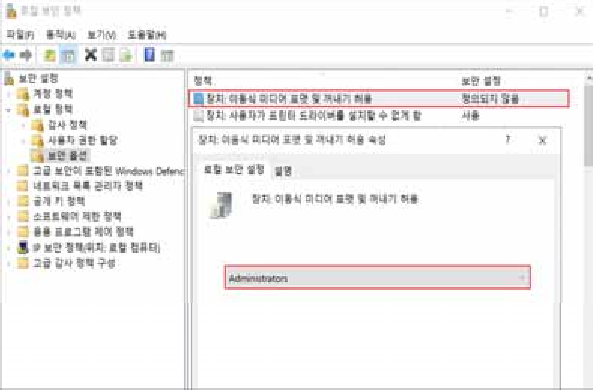 로컬 보안 정책
파일(F) 동작(A) 보기(V) 도움말(H)
보안 설정
계정 정책
로컬 정책
감사 정책
사용자 권한 할당
보안 옵션
고급 보안이 포함된 Windows Defenc
네트워크 목록 관리자 정책
공개 키 정책
소프트웨어 제한 정책
응용 프로그램 제어 정책
IP 보안 정책(위치: 로컬 컴퓨터)
고급 감사 정책 구성
정책 보안 설정
장치: 이동식 미디어 포맷 및 꺼내기 허용 정의되지 않음
장치: 사용자가 프린터 드라이버를 설치할 수 없게 함 사용
장치: 이동식 미디어 포맷 및 꺼내기 허용 속성 ? X
로컬 보안 설정 설명
장치: 이동식 미디어 포맷 및 꺼내기 허용
Administrators